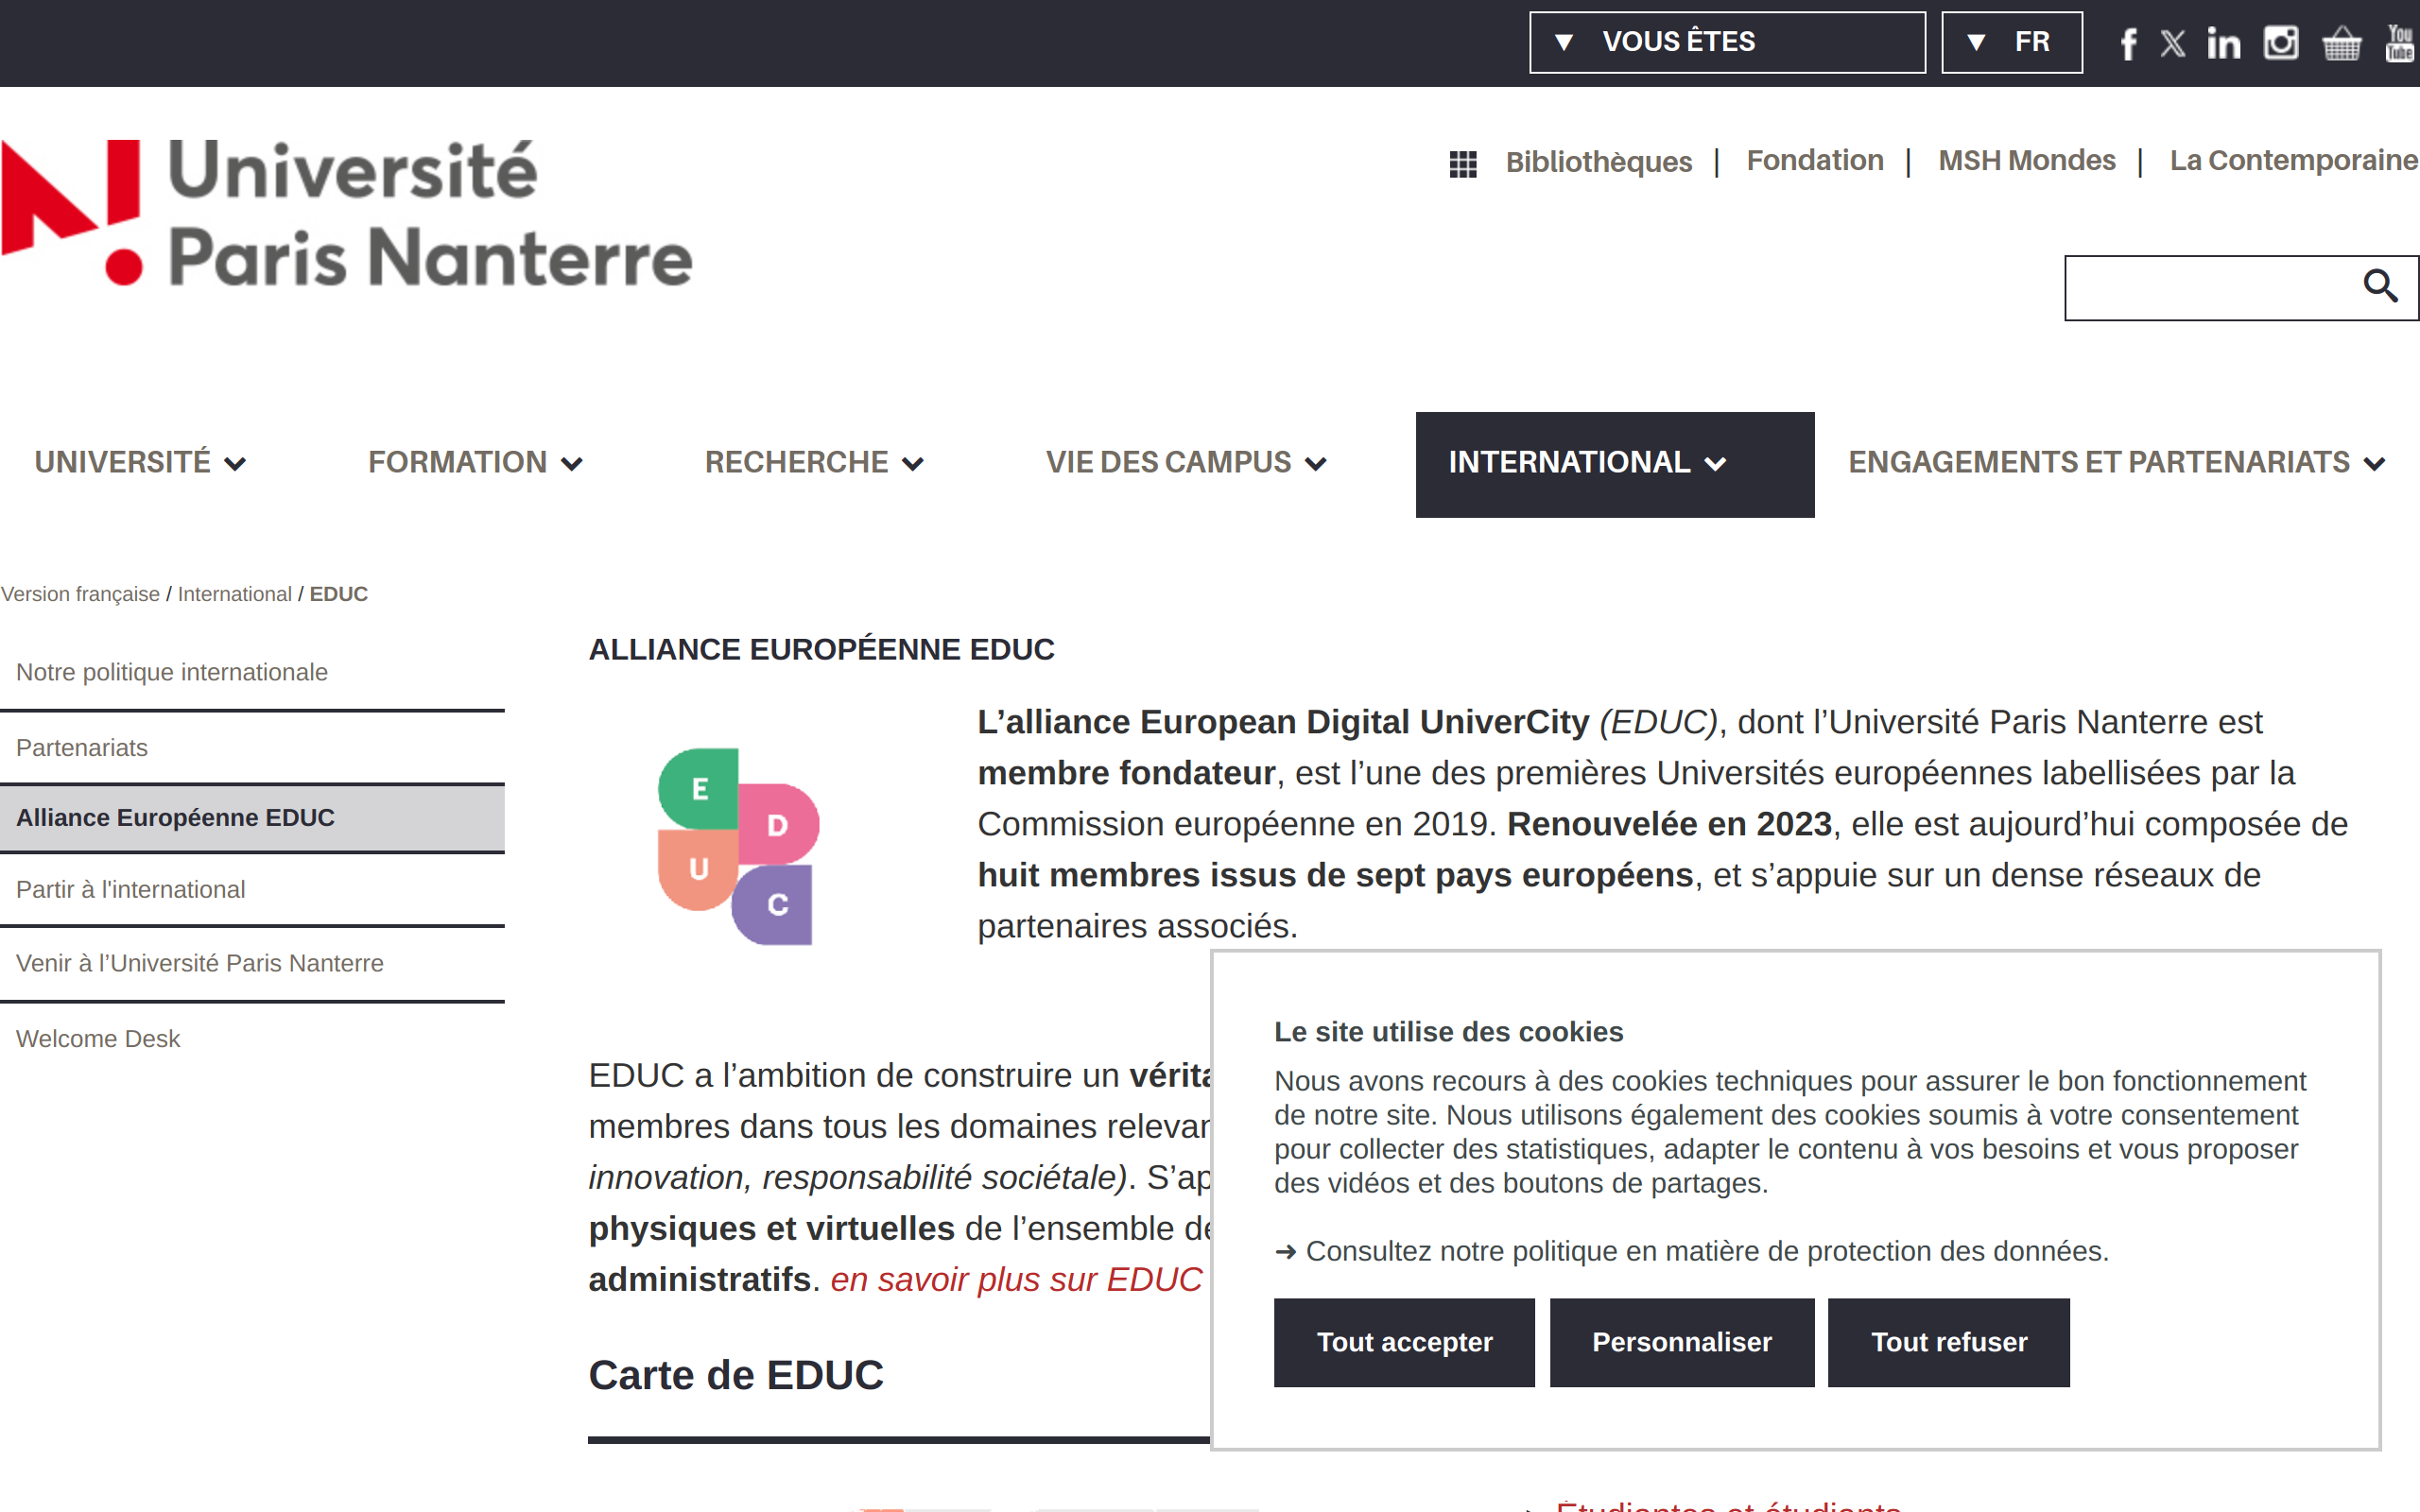 VOUS ÊTES
FR
You
Tube
Université
Paris Nanterre
Bibliothèques | Fondation | MSH Mondes | La Contemporaine
UNIVERSITÉ
FORMATION
RECHERCHE
VIE DES CAMPUS
INTERNATIONAL
ENGAGEMENTS ET PARTENARIATS
Version française / International / EDUC
Notre politique internationale
Partenariats
Alliance Européenne EDUC
Partir à l'international
Venir à l’Université Paris Nanterre
Welcome Desk
ALLIANCE EUROPÉENNE EDUC
E
D
U
C
L’alliance European Digital UniverCity (EDUC), dont l’Université Paris Nanterre est
membre fondateur, est l’une des premières Universités européennes labellisées par la
Commission européenne en 2019. Renouvelée en 2023, elle est aujourd’hui composée de
huit membres issus de sept pays européens, et s’appuie sur un dense réseaux de
partenaires associés.
EDUC a l’ambition de construire un
membres dans tous les domaines
innovation, responsabilité sociétale).
physiques et virtuelles de l’ensemble
administratifs. en savoir plus sur EDUC
Carte de EDUC
Le site utilise des cookies
Nous avons recours à des cookies techniques pour assurer le bon fonctionnement
de notre site. Nous utilisons également des cookies soumis à votre consentement
pour collecter des statistiques, adapter le contenu à vos besoins et vous proposer
des vidéos et des boutons de partages.
➜ Consultez notre politique en matière de protection des données.
Tout accepter
Personnaliser
Tout refuser
Étudiantes et étudiants